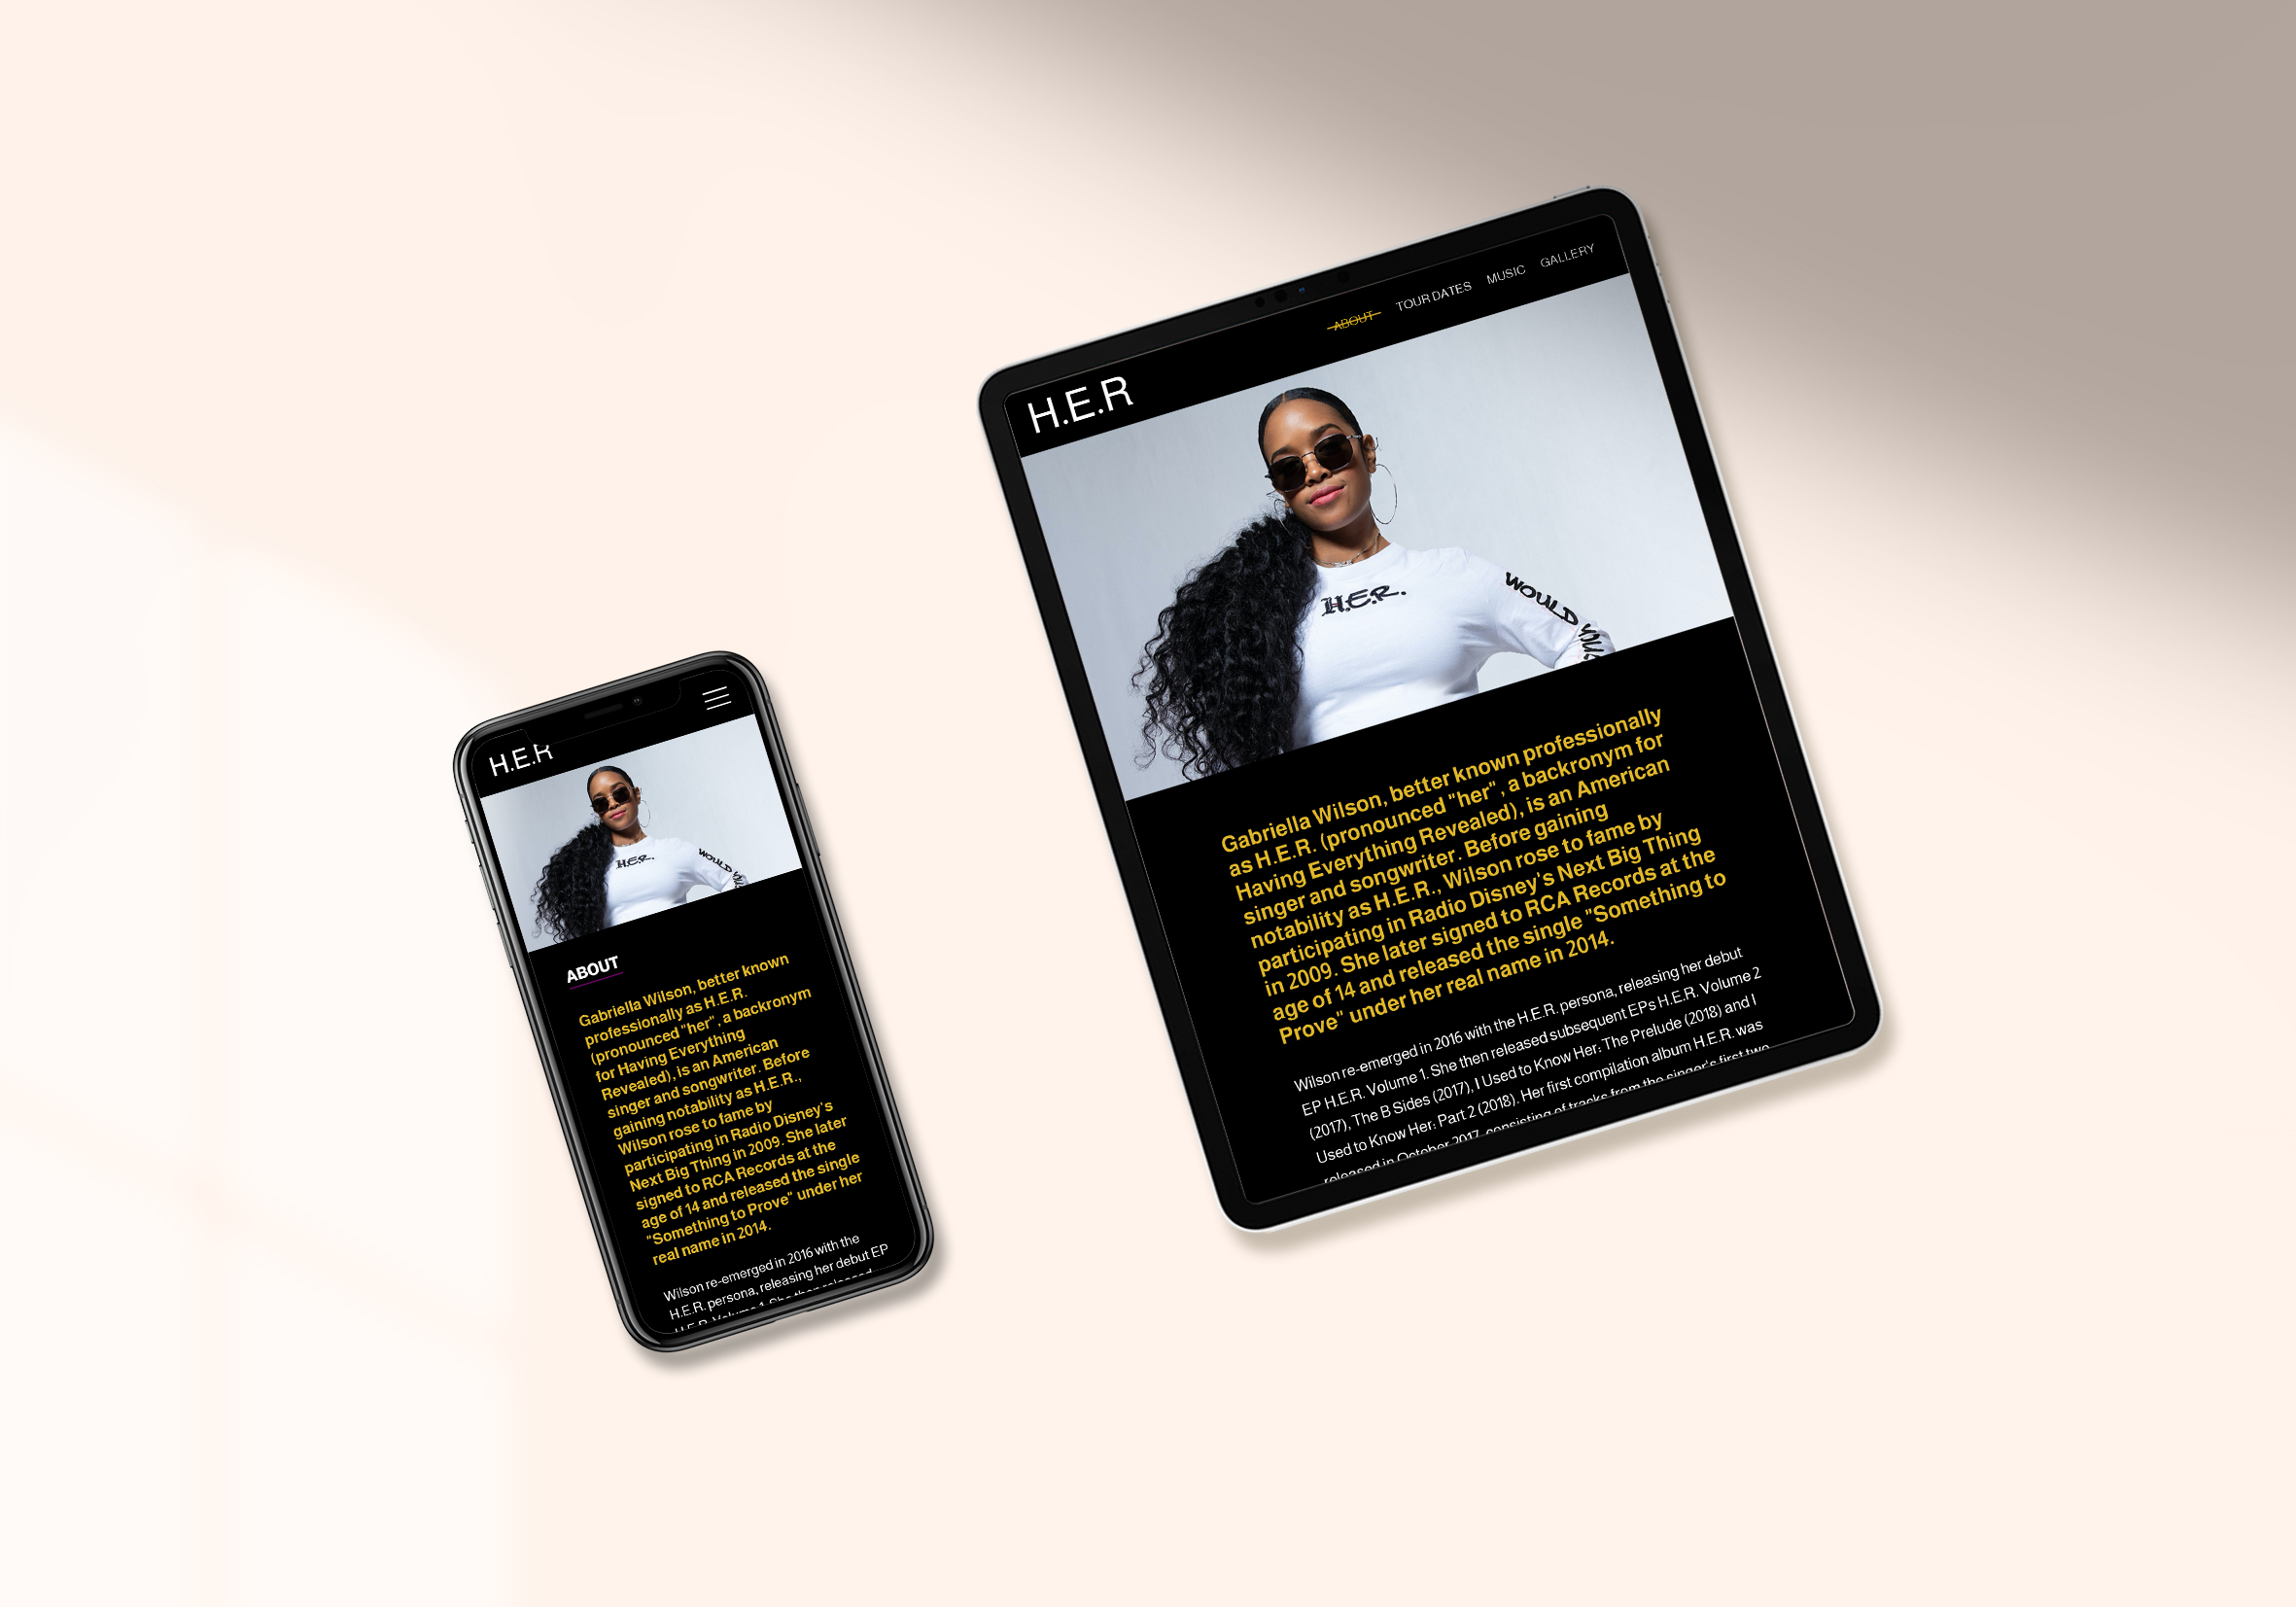 H.E.R
ABOUT TOUR DATES MUSIC GALLERY
H.E.R.
WOULD
YOU
Gabriella Wilson, better known professionally
as H.E.R. (pronounced "her" , a backronym for
Having Everything Revealed), is an American
singer and songwriter. Before gaining
notability as H.E.R., Wilson rose to fame by
participating in Radio Disney's Next Big Thing
in 2009. She later signed to RCA Records at the
age of 14 and released the single "Something to
Prove" under her real name in 2014.
Wilson re-emerged in 2016 with the H.E.R. persona, releasing her debut
EP H.E.R. Volume 1. She then released subsequent EPs H.E.R. Volume 2
(2017), The B Sides (2017), I Used to Know Her: The Prelude (2018) and I
Used to Know Her: Part 2 (2018). Her first compilation album H.E.R. was
released in October 2017, consisting of tracks from the singer's first two
H.E.R
H.E.R.
WOULD
YOU
ABOUT
Gabriella Wilson, better known
professionally as H.E.R.
(pronounced "her" , a backronym
for Having Everything
Revealed), is an American
singer and songwriter. Before
gaining notability as H.E.R.,
Wilson rose to fame by
participating in Radio Disney's
Next Big Thing in 2009. She later
signed to RCA Records at the
age of 14 and released the single
"Something to Prove" under her
real name in 2014.
Wilson re-emerged in 2016 with the
H.E.R. persona, releasing her debut EP
H.E.R. Volume 1. She then released